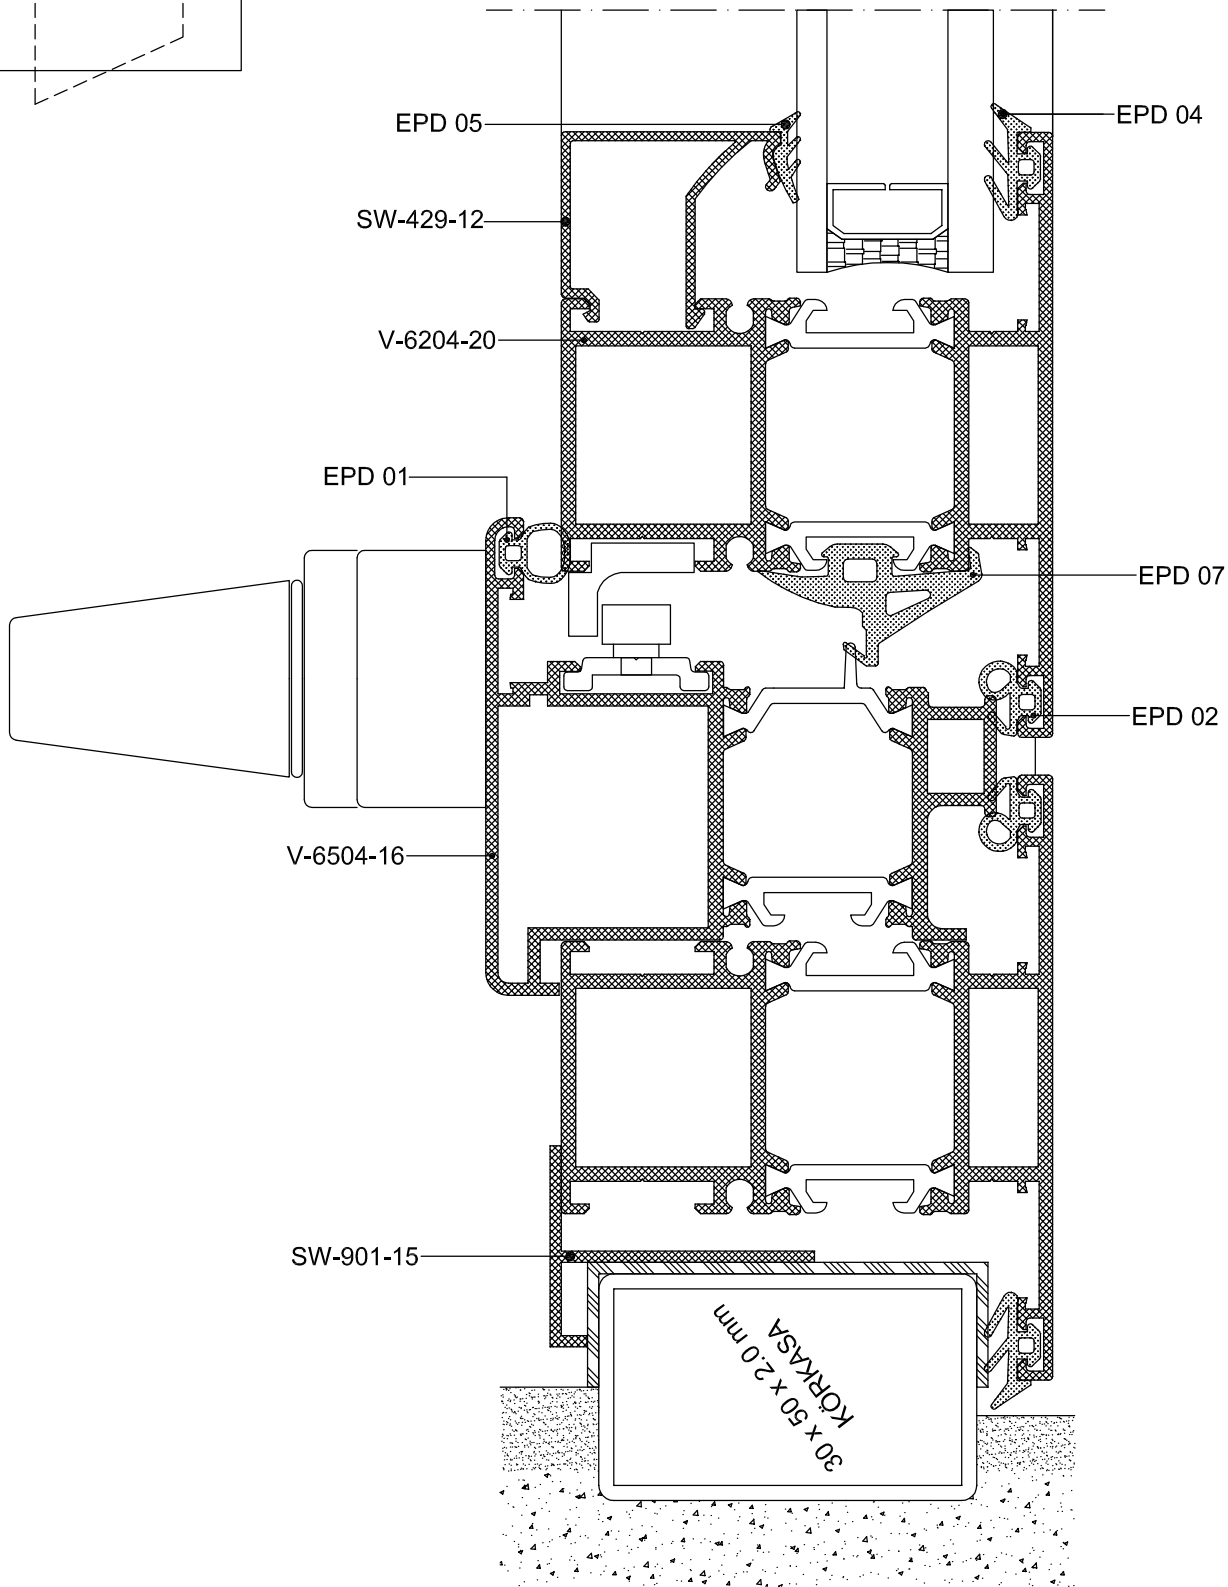 EPD 05
EPD 04
SW-429-12
V-6204-20
EPD 01
EPD 07
EPD 02
V-6504-16
SW-901-15
30 x 50 x 2.0 mm
KÖRKASA